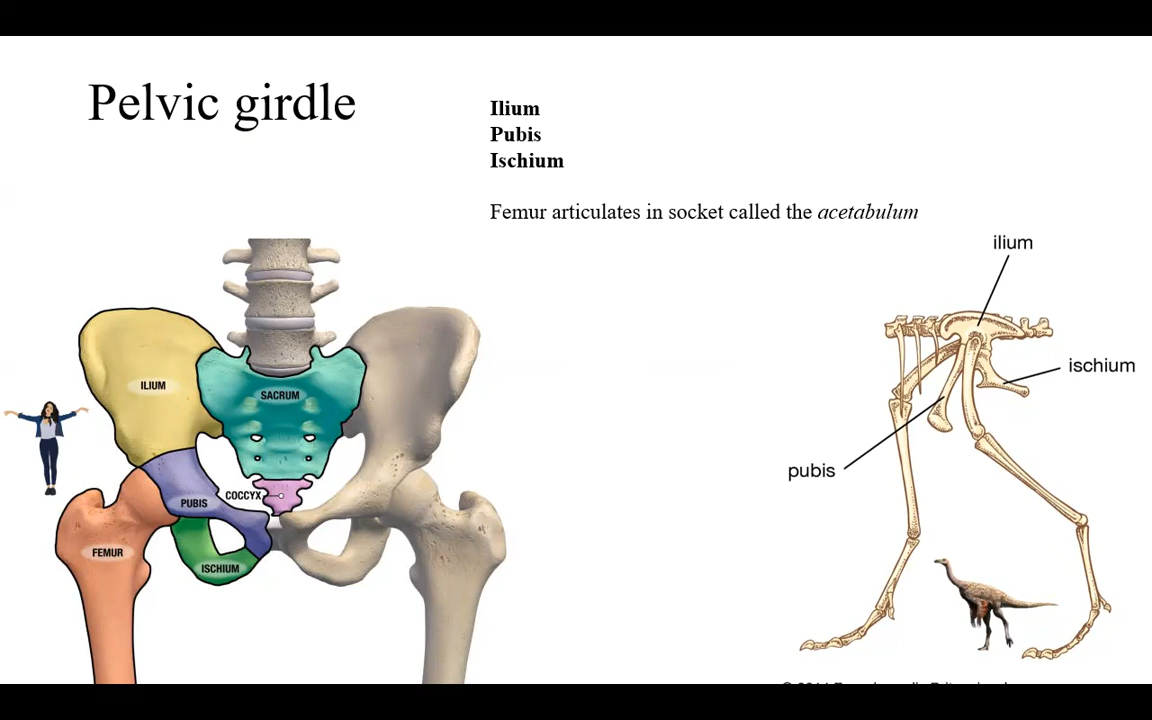 Pelvic girdle
Ilium
Pubis
Ischium
Femur articulates in socket called the acetabulum
ilium
ischium
pubis
ILIUM
SACRUM
COCCYX
PUBIS
FEMUR
ISCHIUM